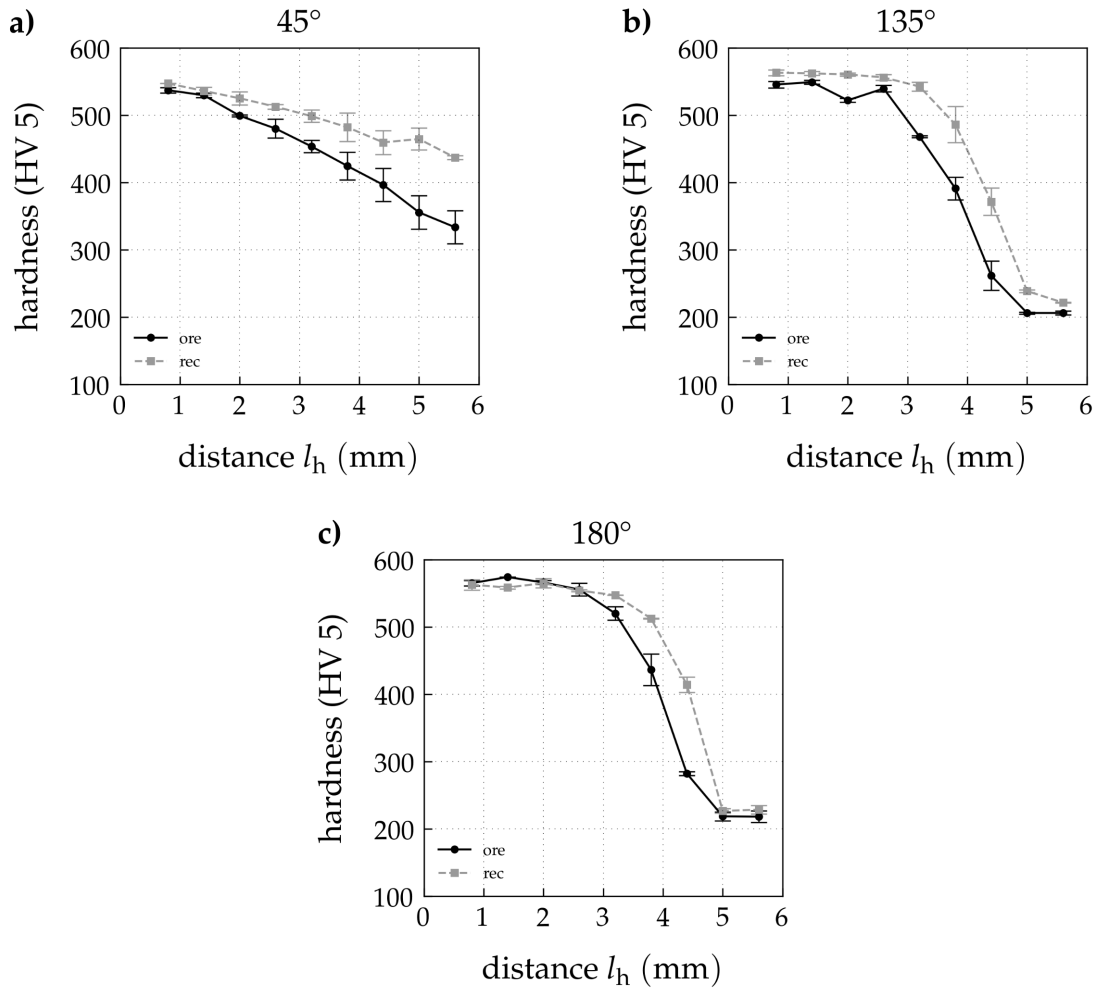 a) 45°
600
500
400
300
200
100
hardness (HV 5)
ore
rec
0 1 2 3 4 5 6
distance lh (mm)
b) 135°
600
500
400
300
200
100
hardness (HV 5)
ore
rec
0 1 2 3 4 5 6
distance lh (mm)
c) 180°
600
500
400
300
200
100
hardness (HV 5)
ore
rec
0 1 2 3 4 5 6
distance lh (mm)